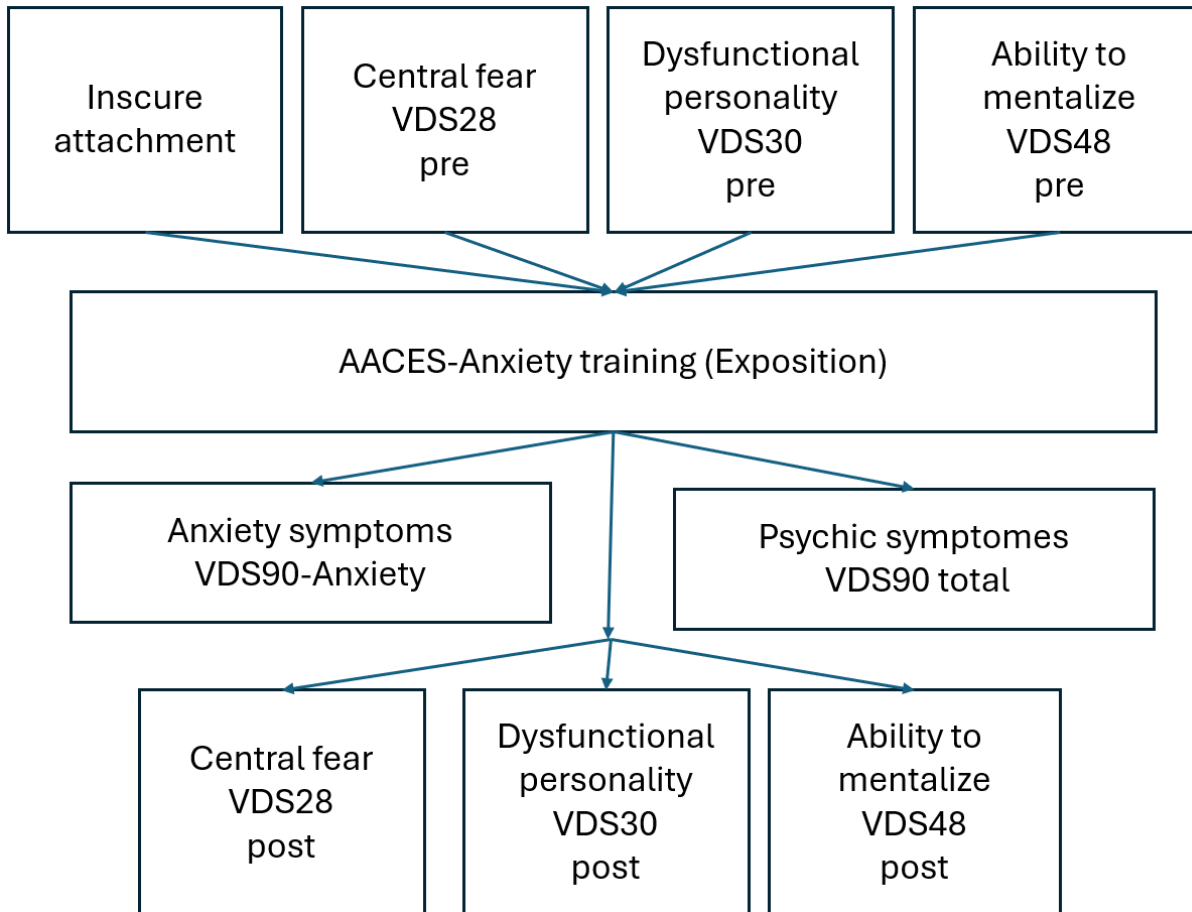 Inscure
attachment
Central fear
VDS28
pre
Dysfunctional
personality
VDS30
pre
Ability to
mentalize
VDS48
pre
AACES-Anxiety training (Exposition)
Anxiety symptoms
VDS90-Anxiety
Psychic symptomes
VDS90 total
Central fear
VDS28
post
Dysfunctional
personality
VDS30
post
Ability to
mentalize
VDS48
post